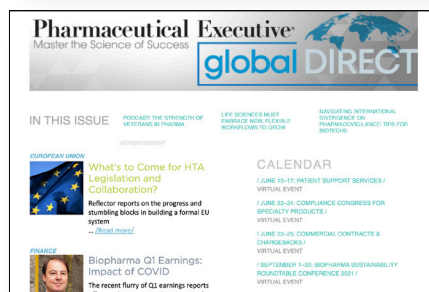 Pharmaceutical Executive®
Master the Science of Success
global DIRECT
IN THIS ISSUE
PODCAST: THE STRENGTH OF
VETERANS IN PHARMA
LIFE SCIENCES MUST
EMBRACE NEW, FLEXIBLE
WORKFLOWS TO GROW
NAVIGATING INTERNATIONAL
DIVERGENCE ON
PHARMACOVIGILANCE: TIPS FOR
BIOTECHS
ADVERTISEMENT
EUROPEAN UNION
What's to Come for HTA
Legislation and
Collaboration?
Reflector reports on the progress and
stumbling blocks in building a formal EU
system
... /Read more/
FINANCE
Biopharma Q1 Earnings:
Impact of COVID
The recent flurry of Q1 earnings reports
CALENDAR
/ JUNE 15–17: PATIENT SUPPORT SERVICES /
VIRTUAL EVENT
/ JUNE 22–24: COMPLIANCE CONGRESS FOR
SPECIALTY PRODUCTS /
VIRTUAL EVENT
/ JUNE 23–25: COMMERCIAL CONTRACTS &
CHARGEBACKS /
VIRTUAL EVENT
/ SEPTEMBER 1–30: BIOPHARMA SUSTAINABILITY
ROUNDTABLE CONFERENCE 2021 /
VIRTUAL EVENT